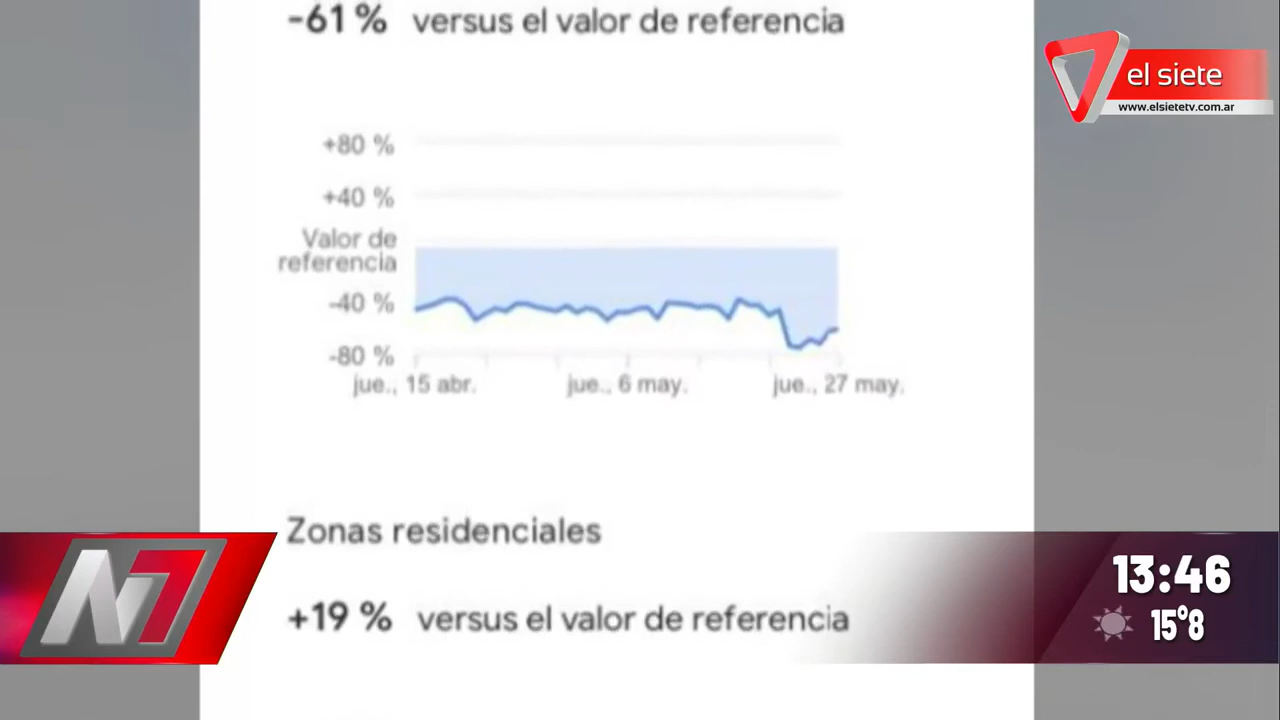 -61 % versus el valor de referencia
el siete
www.elsietetv.com.ar
+80 %
+40 %
Valor de
referencia
-40 %
-80 %
jue., 15 abr. jue., 6 may. jue., 27 may.
Zonas residenciales
+19 % versus el valor de referencia
N7
13:46
15°8